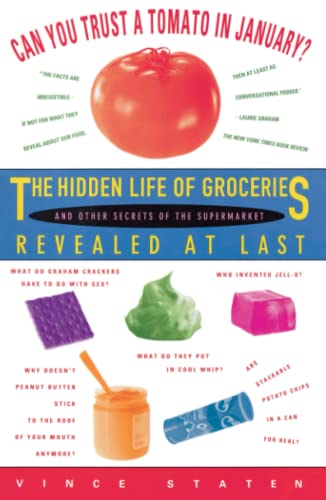 CAN YOU TRUST A TOMATO IN JANUARY?
"THE FACTS ARE
IRRESISTIBLE –
IF NOT FOR WHAT THEY
REVEAL ABOUT OUR FOOD,
THEN AT LEAST AS
CONVERSATIONAL FODDER."
– LAURIE GRAHAM
THE NEW YORK TIMES BOOK REVIEW
THE HIDDEN LIFE OF GROCERIES
AND OTHER SECRETS OF THE SUPERMARKET
REVEALED AT LAST
WHAT DO GRAHAM CRACKERS
HAVE TO DO WITH SEX?
WHO INVENTED JELL-O?
WHAT DO THEY PUT
IN COOL WHIP?
WHY DOESN'T
PEANUT BUTTER
STICK
TO THE ROOF
OF YOUR MOUTH
ANYMORE?
ARE
STACKABLE
POTATO CHIPS
IN A CAN
FOR REAL?
VINCE STATEN